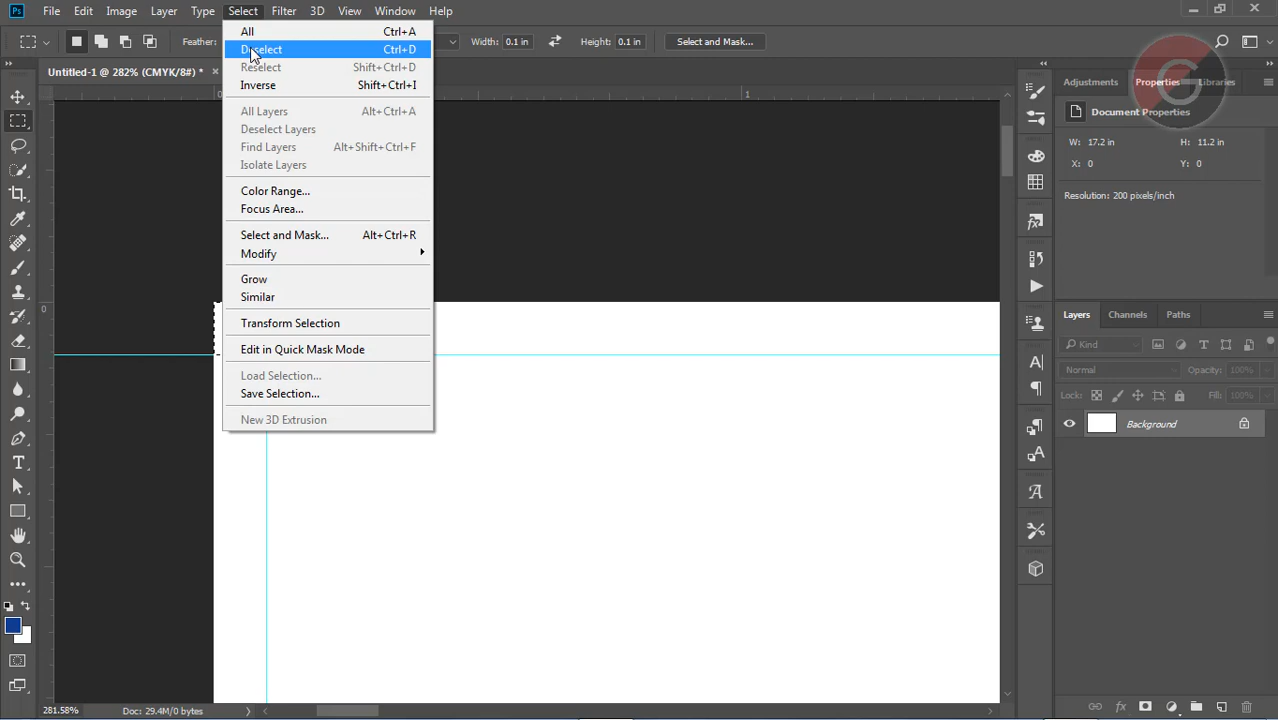 Ps File Edit Image Layer Type Select Filter 3D View Window Help
Feather: Width: 0.1 in Height: 0.1 in Select and Mask...
Untitled-1 @ 282% (CMYK/8#) * ×
All Ctrl+A
Deselect Ctrl+D
Reselect Shift+Ctrl+D
Inverse Shift+Ctrl+I
All Layers Alt+Ctrl+A
Deselect Layers
Find Layers Alt+Shift+Ctrl+F
Isolate Layers
Color Range...
Focus Area...
Select and Mask... Alt+Ctrl+R
Modify
Grow
Similar
Transform Selection
Edit in Quick Mask Mode
Load Selection...
Save Selection...
New 3D Extrusion
0 1
0
Adjustments Properties Libraries
Document Properties
W: 17.2 in H: 11.2 in
X: 0 Y: 0
Resolution: 200 pixels/inch
Layers Channels Paths
Kind
Normal Opacity: 100%
Lock: Fill: 100%
Background
281.58% Doc: 29.4M/0 bytes